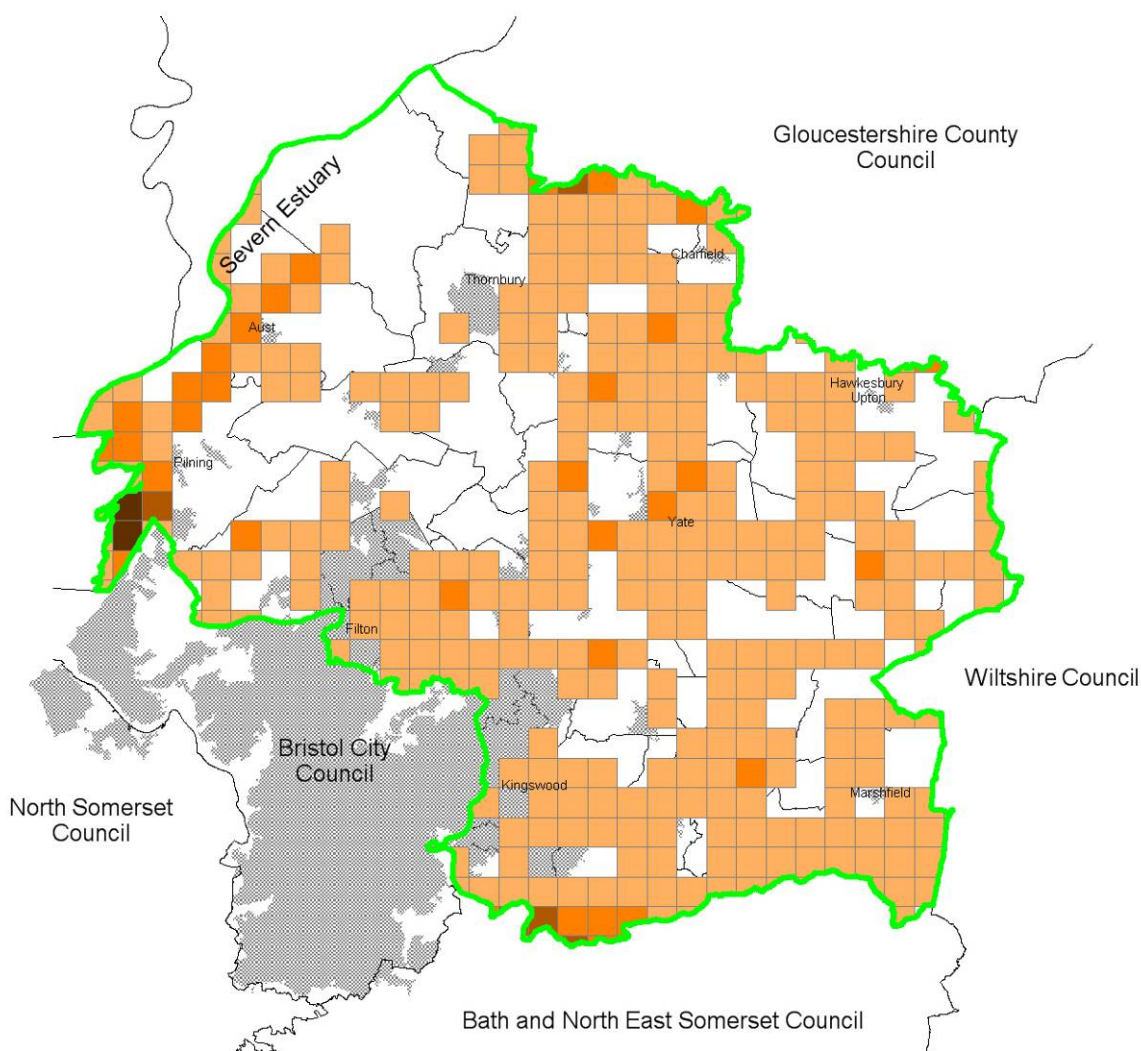 Gloucestershire County
Council
Severn Estuary
Charfield
Thornbury
Aust
Hawkesbury
Upton
Pilning
Yate
Filton
Wiltshire Council
Bristol City
Council
Kingswood
Marshfield
North Somerset
Council
Bath and North East Somerset Council